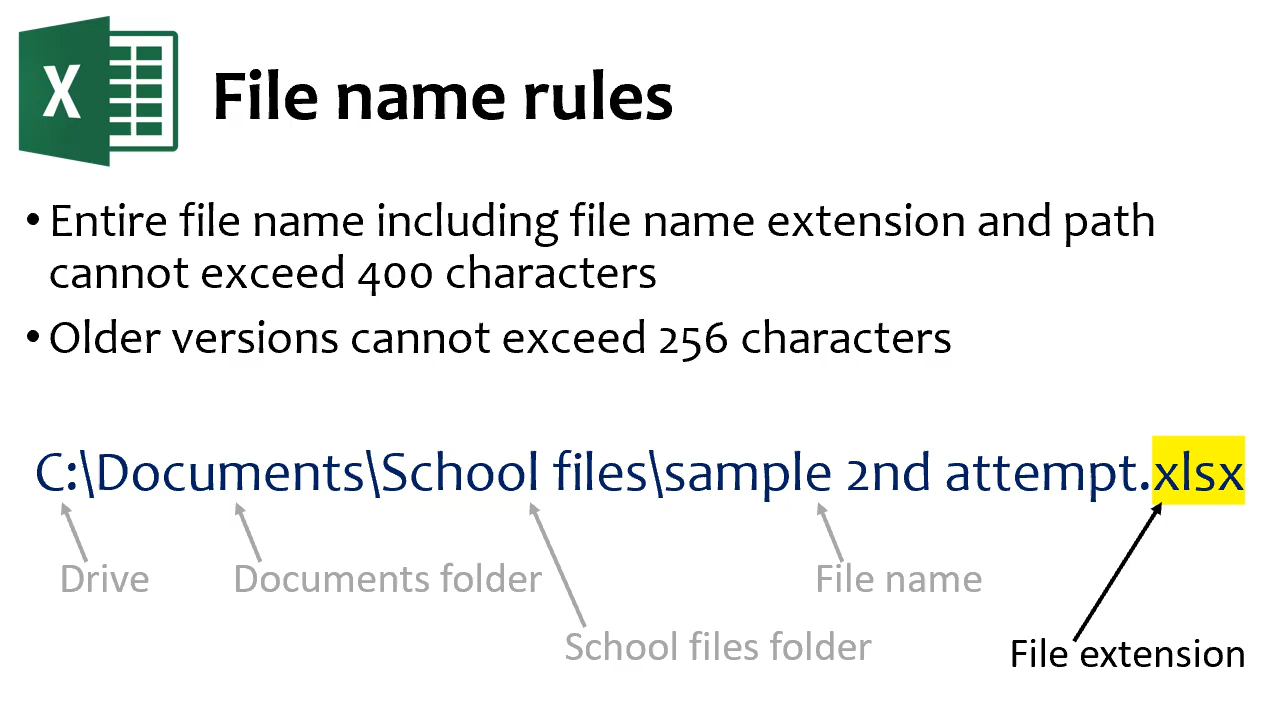 X
File name rules
• Entire file name including file name extension and path
cannot exceed 400 characters
• Older versions cannot exceed 256 characters
C:\Documents\School files\sample 2nd attempt.xlsx
Drive
Documents folder
File name
School files folder
File extension